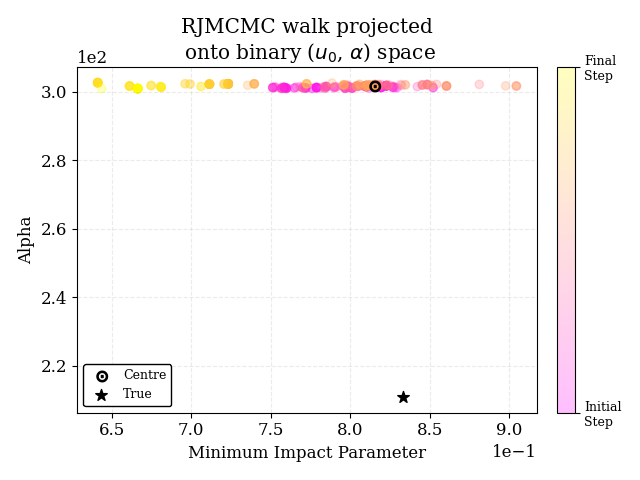 RJMCMC walk projected
onto binary (u₀, α) space
1e2
3.0
2.8
2.6
2.4
2.2
Alpha
6.5
7.0
7.5
8.0
8.5
9.0
1e−1
Minimum Impact Parameter
Centre
True
Final
Step
Initial
Step